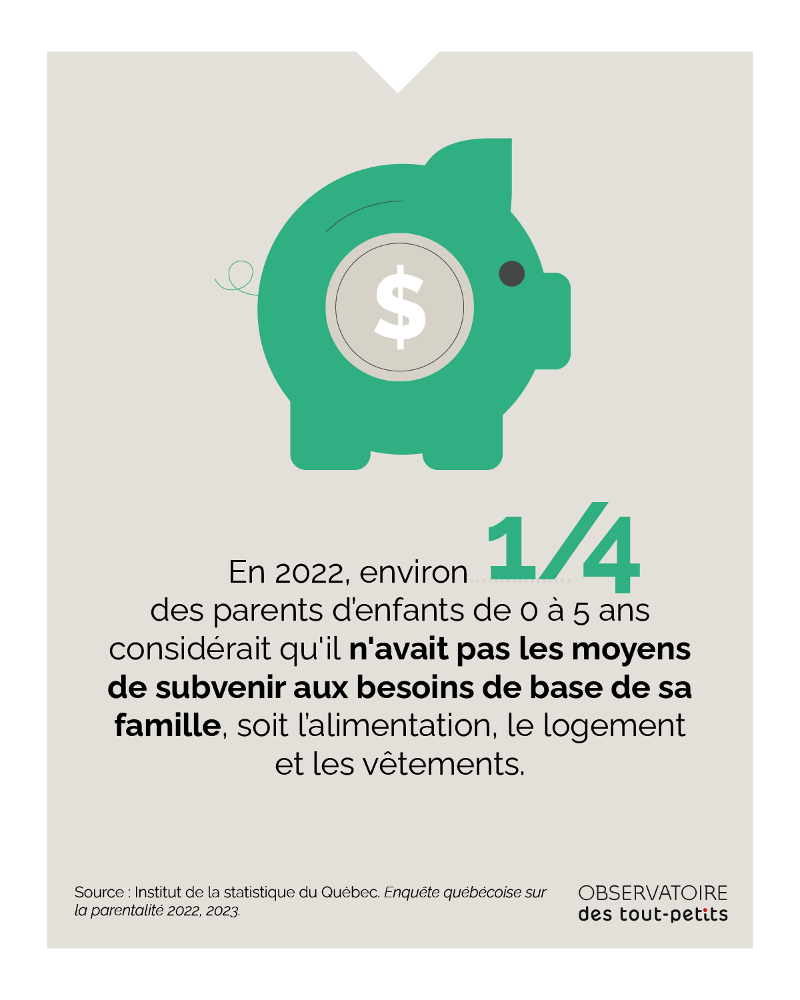 $
En 2022, environ 1/4
des parents d’enfants de 0 à 5 ans
considérait qu'il n'avait pas les moyens
de subvenir aux besoins de base de sa
famille, soit l’alimentation, le logement
et les vêtements.
Source : Institut de la statistique du Québec. Enquête québécoise sur
la parentalité 2022, 2023.
OBSERVATOIRE
des tout-petits